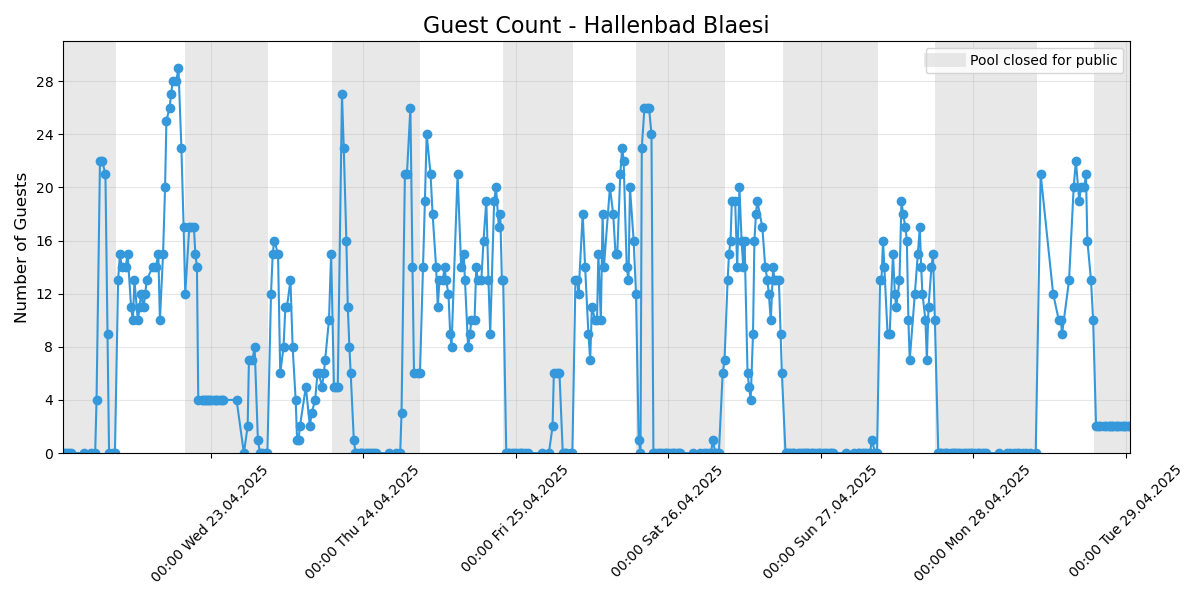 Guest Count - Hallenbad Blaesi
Pool closed for public
Number of Guests
28
24
20
16
12
8
4
0
00:00 Wed 23.04.2025
00:00 Thu 24.04.2025
00:00 Fri 25.04.2025
00:00 Sat 26.04.2025
00:00 Sun 27.04.2025
00:00 Mon 28.04.2025
00:00 Tue 29.04.2025